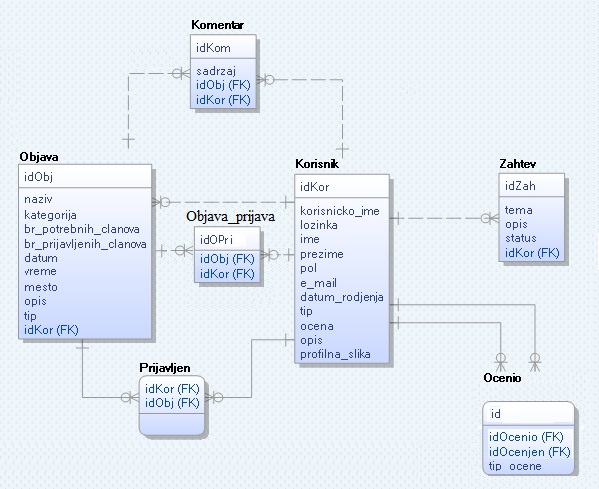 Komentar
idKom
sadrzaj
idObj (FK)
idKor (FK)
Objava
idObj
naziv
kategorija
br_potrebnih_clanova
br_prijavljenih_clanova
datum
vreme
mesto
opis
tip
idKor (FK)
Objava_prijava
idOPri
idObj (FK)
idKor (FK)
Korisnik
idKor
korisnicko_ime
lozinka
ime
prezime
pol
e_mail
datum_rodjenja
tip
ocena
opis
profilna_slika
Zahtev
idZah
tema
opis
status
idKor (FK)
Prijavljen
idKor (FK)
idObj (FK)
Ocenio
id
idOcenio (FK)
idOcenjen (FK)
tip_ocene